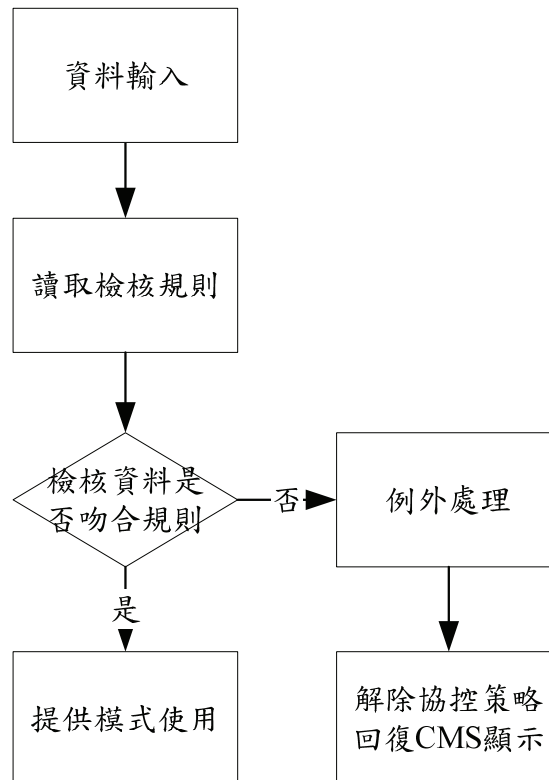 資料輸入
讀取檢核規則
檢核資料是
否吻合規則
否
例外處理
是
提供模式使用
解除協控策略
回復CMS顯示